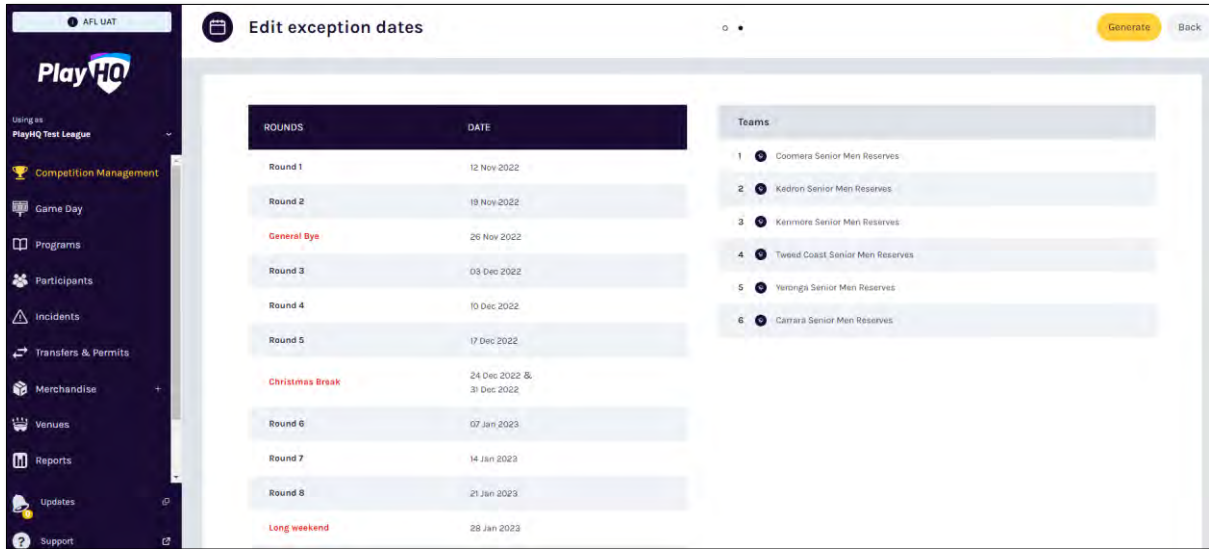 AFL UAT
PlayHQ
Using as
PlayHQ Test League
Competition Management
Game Day
Programs
Participants
Incidents
Transfers & Permits
Merchandise +
Venues
Reports
Updates
Support
Edit exception dates
Generate Back
ROUNDS DATE
Round 1 12 Nov 2022
Round 2 19 Nov 2022
General Bye 26 Nov 2022
Round 3 03 Dec 2022
Round 4 10 Dec 2022
Round 5 17 Dec 2022
Christmas Break 24 Dec 2022 &
31 Dec 2022
Round 6 07 Jan 2023
Round 7 14 Jan 2023
Round 8 21 Jan 2023
Long weekend 28 Jan 2023
Teams
1 Coomera Senior Men Reserves
2 Kedron Senior Men Reserves
3 Kenmore Senior Men Reserves
4 Tweed Coast Senior Men Reserves
5 Yeronga Senior Men Reserves
6 Carrara Senior Men Reserves